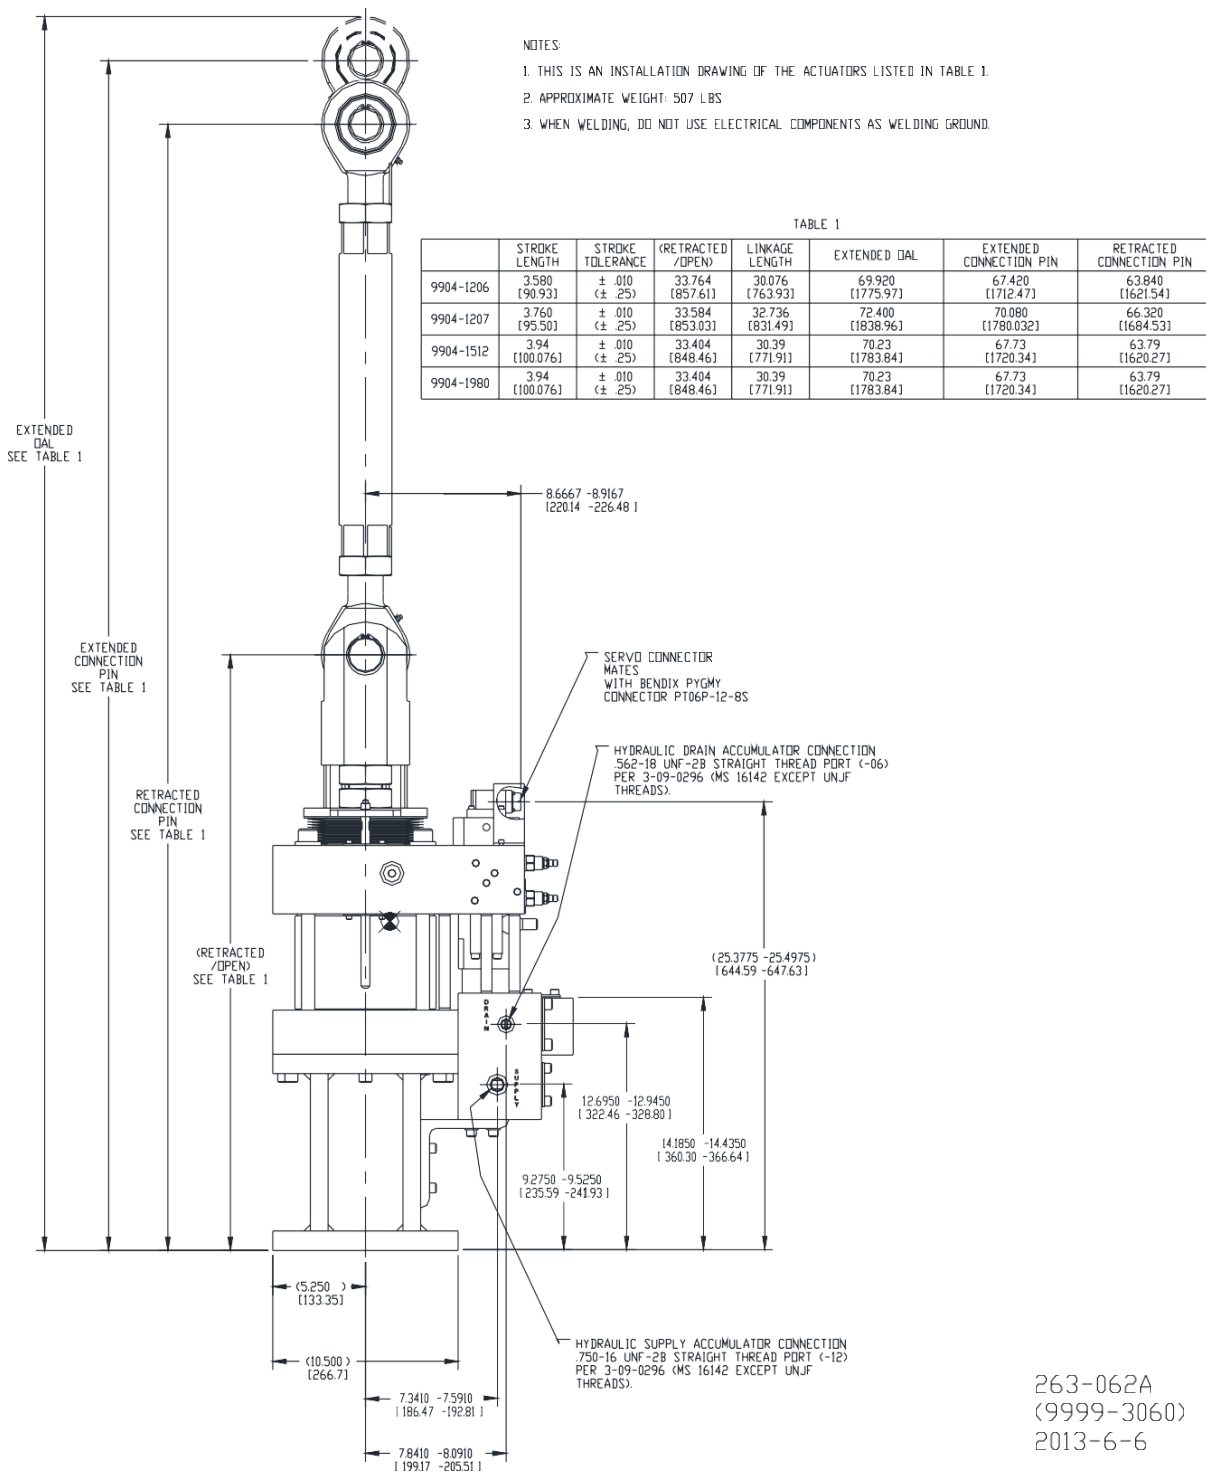 NOTES:
1. THIS IS AN INSTALLATION DRAWING OF THE ACTUATORS LISTED IN TABLE 1.
2. APPROXIMATE WEIGHT: 507 LBS
3. WHEN WELDING, DO NOT USE ELECTRICAL COMPONENTS AS WELDING GROUND.
TABLE 1
STROKE LENGTH STROKE TOLERANCE (RETRACTED /OPEN) LINKAGE LENGTH EXTENDED OAL EXTENDED CONNECTION PIN RETRACTED CONNECTION PIN
9904-1206 3.580 [90.93] ± .010 (± .25) 33.764 [857.61] 30.076 [763.93] 69.920 [1775.97] 67.420 [1712.47] 63.840 [1621.54]
9904-1207 3.760 [95.50] ± .010 (± .25) 33.584 [853.03] 32.736 [831.49] 72.400 [1838.96] 70.080 [1780.032] 66.320 [1684.53]
9904-1512 3.94 [100.076] ± .010 (± .25) 33.404 [848.46] 30.39 [771.91] 70.23 [1783.84] 67.73 [1720.34] 63.79 [1620.27]
9904-1980 3.94 [100.076] ± .010 (± .25) 33.404 [848.46] 30.39 [771.91] 70.23 [1783.84] 67.73 [1720.34] 63.79 [1620.27]
EXTENDED
OAL
SEE TABLE 1
8.6667 -8.9167
[220.14 -226.48 ]
EXTENDED
CONNECTION
PIN
SEE TABLE 1
SERVO CONNECTOR
MATES
WITH BENDIX PYGMY
CONNECTOR PT06P-12-8S
HYDRAULIC DRAIN ACCUMULATOR CONNECTION
.562-18 UNF-2B STRAIGHT THREAD PORT (-06)
PER 3-09-0296 (MS 16142 EXCEPT UNJF
THREADS).
RETRACTED
CONNECTION
PIN
SEE TABLE 1
(RETRACTED
/OPEN)
SEE TABLE 1
(25.3775 -25.4975)
[644.59 -647.63]
DRAIN
SUPPLY
12.6950 -12.9450
[ 322.46 -328.80 ]
14.1850 -14.4350
[ 360.30 -366.64 ]
9.2750 -9.5250
[ 235.59 -241.93 ]
(5.250 )
[133.35]
(10.500 )
[266.7]
HYDRAULIC SUPPLY ACCUMULATOR CONNECTION
.750-16 UNF-2B STRAIGHT THREAD PORT (-12)
PER 3-09-0296 (MS 16142 EXCEPT UNJF
THREADS).
7.3410 -7.5910
[ 186.47 -192.81 ]
7.8410 -8.0910
[ 199.17 -205.51 ]
263-062A
(9999-3060)
2013-6-6